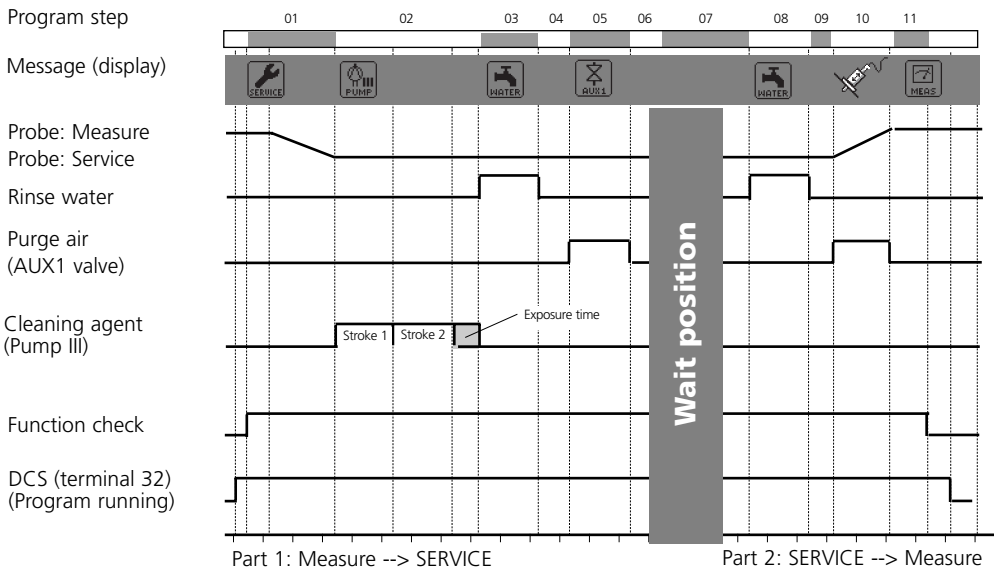 Program step
01 02 03 04 05 06 07 08 09 10 11
Message (display)
SERVICE PUMP WATER AUX1 WATER MEAS
Probe: Measure
Probe: Service
Rinse water
Purge air
(AUX1 valve)
Wait position
Cleaning agent
(Pump III)
Stroke 1 Stroke 2 Exposure time
Function check
DCS (terminal 32)
(Program running)
Part 1: Measure --> SERVICE Part 2: SERVICE --> Measure